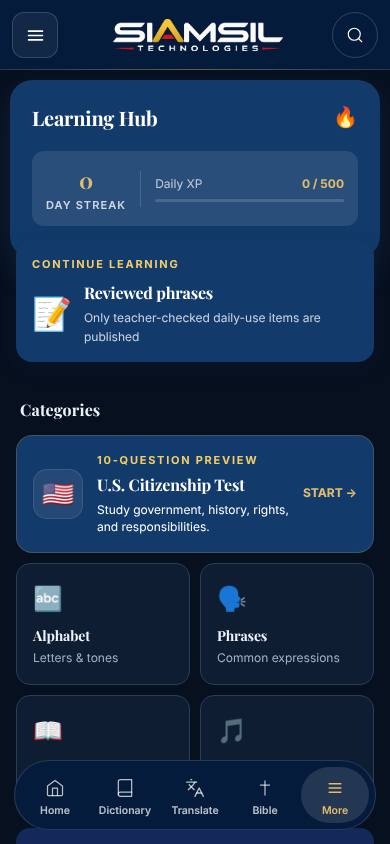 SIAMSIL
TECHNOLOGIES
Learning Hub
0
DAY STREAK
Daily XP
0 / 500
CONTINUE LEARNING
Reviewed phrases
Only teacher-checked daily-use items are
published
Categories
10-QUESTION PREVIEW
U.S. Citizenship Test
Study government, history, rights,
and responsibilities.
START →
abc
Alphabet
Letters & tones
Phrases
Common expressions
Home
Dictionary
Translate
Bible
More